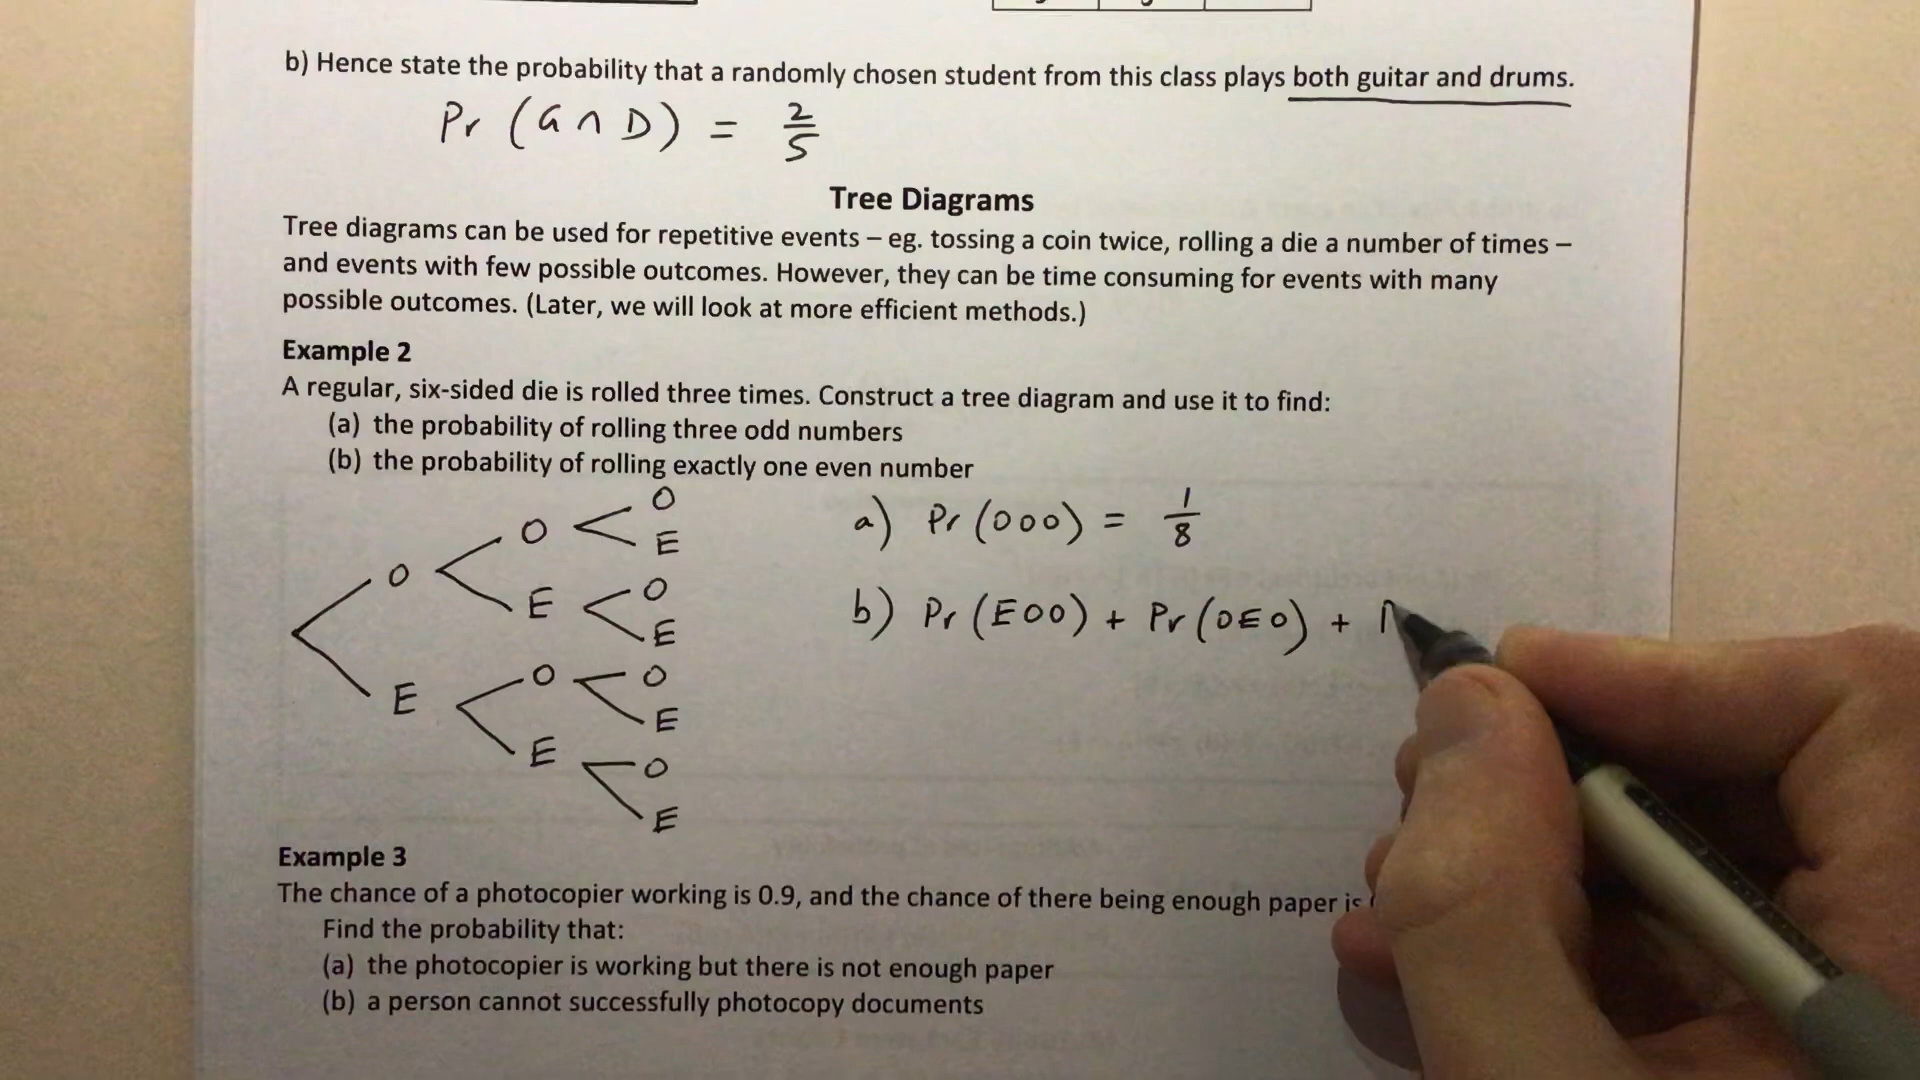 b) Hence state the probability that a randomly chosen student from this class plays both guitar and drums.
Pr (G ∩ D) = 2/5
Tree Diagrams
Tree diagrams can be used for repetitive events – eg. tossing a coin twice, rolling a die a number of times –
and events with few possible outcomes. However, they can be time consuming for events with many
possible outcomes. (Later, we will look at more efficient methods.)
Example 2
A regular, six-sided die is rolled three times. Construct a tree diagram and use it to find:
(a) the probability of rolling three odd numbers
(b) the probability of rolling exactly one even number
O
O
E
O
E
O
E
E
O
O
E
E
O
E
a) Pr (OOO) = 1/8
b) Pr (EOO) + Pr (OEO) +
Example 3
The chance of a photocopier working is 0.9, and the chance of there being enough paper is
Find the probability that:
(a) the photocopier is working but there is not enough paper
(b) a person cannot successfully photocopy documents